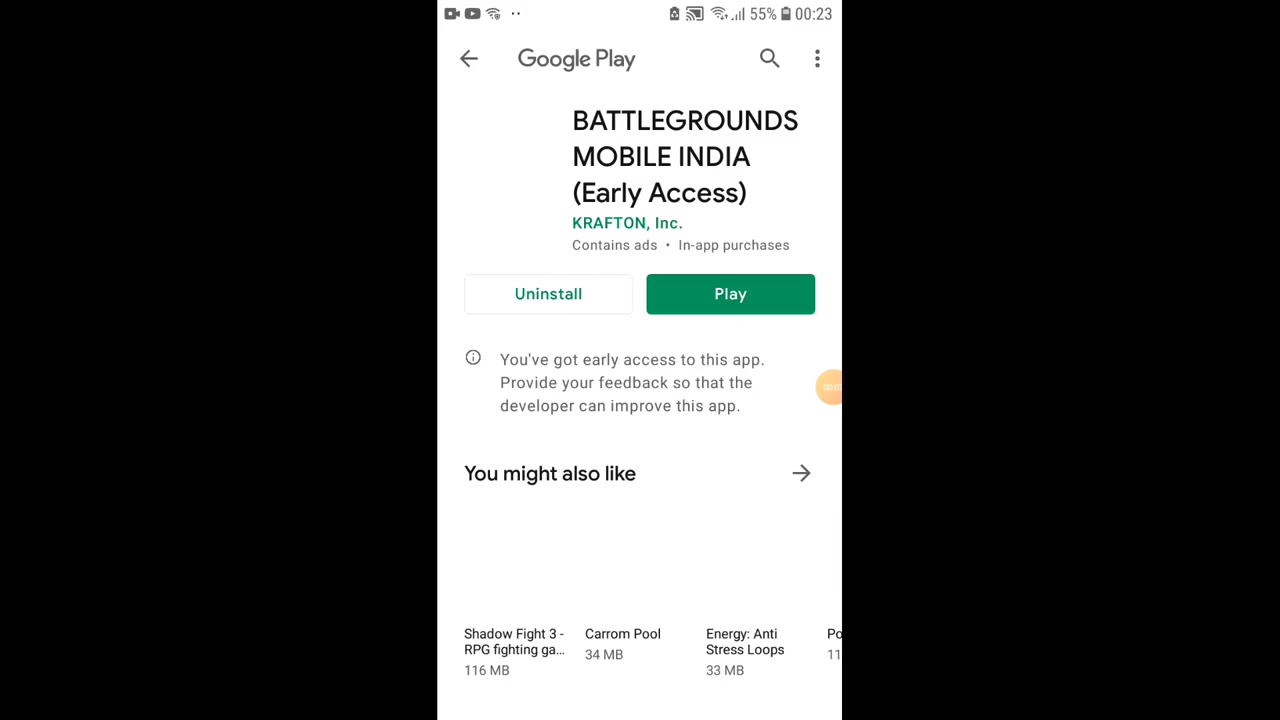 55% 00:23
Google Play
BATTLEGROUNDS
MOBILE INDIA
(Early Access)
KRAFTON, Inc.
Contains ads • In-app purchases
Uninstall
Play
You've got early access to this app.
Provide your feedback so that the
developer can improve this app.
You might also like
Shadow Fight 3 -
RPG fighting ga...
116 MB
Carrom Pool
34 MB
Energy: Anti
Stress Loops
33 MB
Po
11